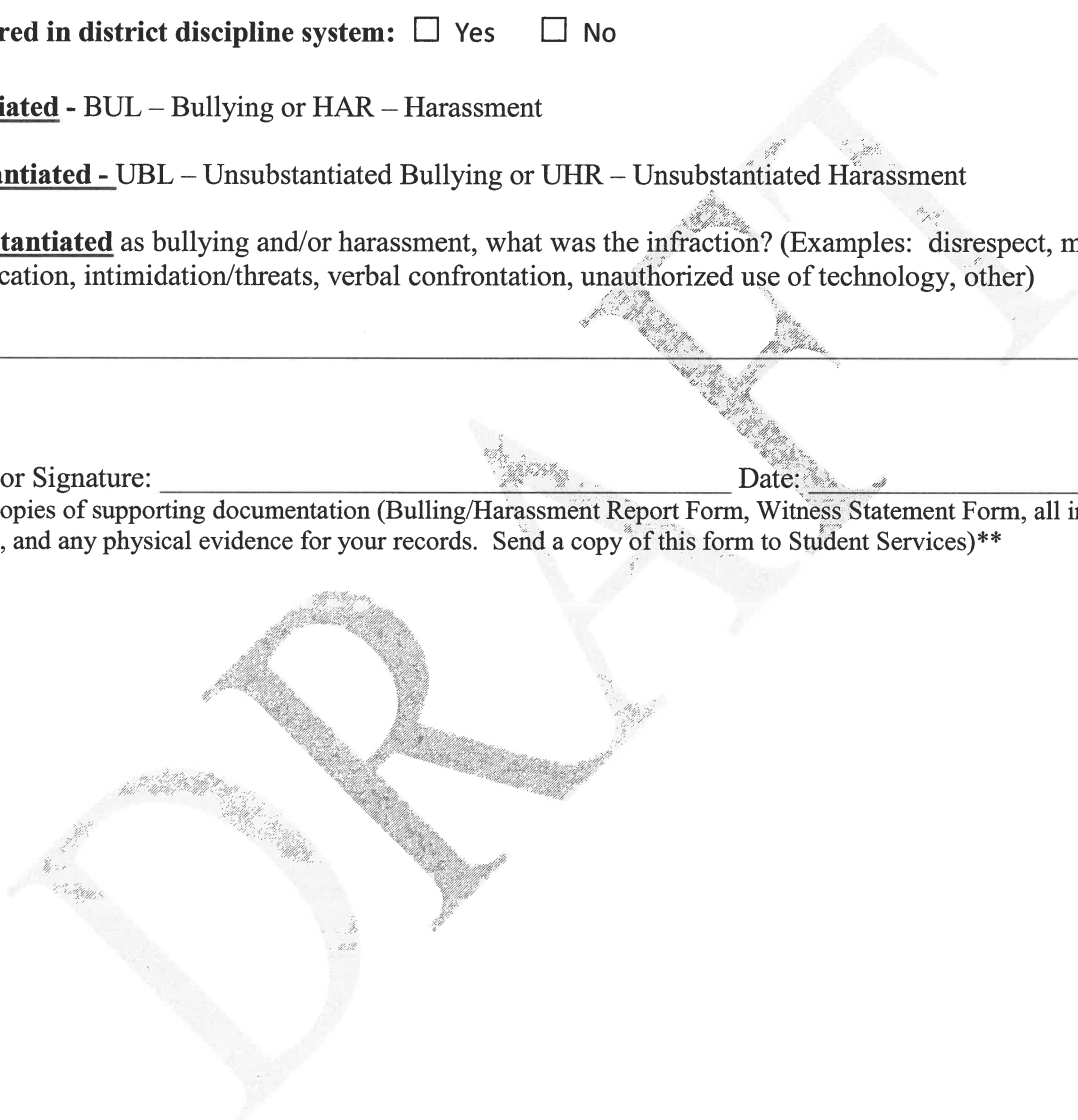 red in district discipline system: ☐ Yes ☐ No
iated - BUL – Bullying or HAR – Harassment
ntiated - UBL – Unsubstantiated Bullying or UHR – Unsubstantiated Harassment
tantiated as bullying and/or harassment, what was the infraction? (Examples: disrespect, m
cation, intimidation/threats, verbal confrontation, unauthorized use of technology, other)
or Signature: ____ Date: ____
opies of supporting documentation (Bulling/Harassment Report Form, Witness Statement Form, all in
, and any physical evidence for your records. Send a copy of this form to Student Services)**
DRAFT